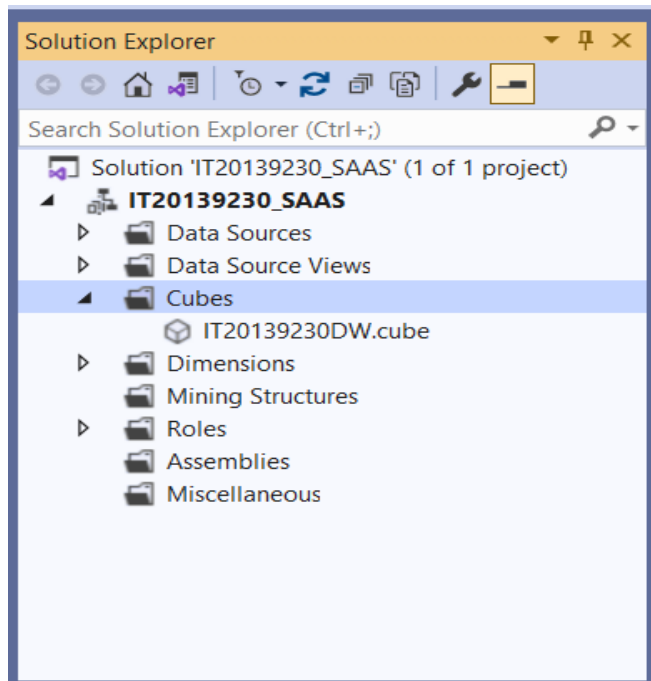 Solution Explorer
Search Solution Explorer (Ctrl+;)
Solution 'IT20139230_SAAS' (1 of 1 project)
IT20139230_SAAS
Data Sources
Data Source Views
Cubes
IT20139230DW.cube
Dimensions
Mining Structures
Roles
Assemblies
Miscellaneous